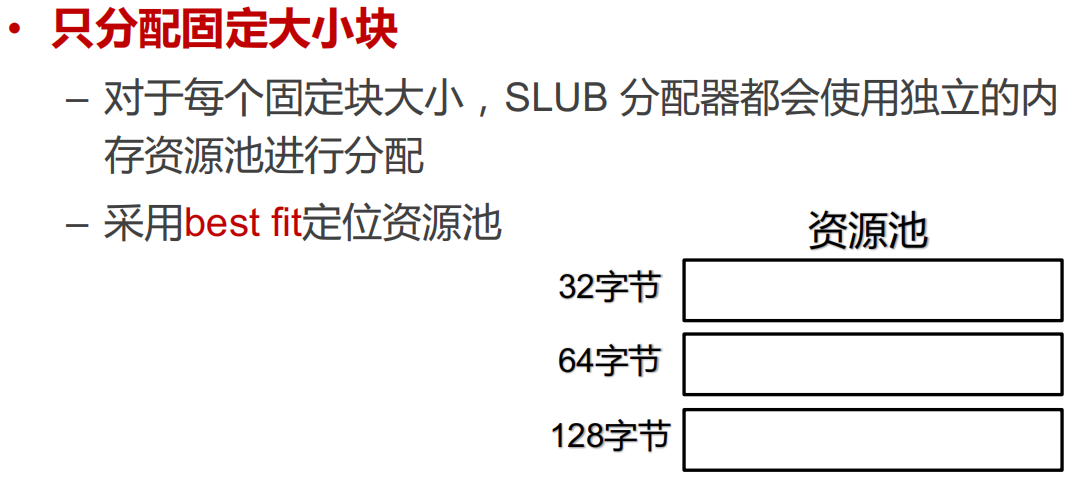 • 只分配固定大小块
– 对于每个固定块大小，SLUB 分配器都会使用独立的内
存资源池进行分配
– 采用best fit定位资源池
资源池
32字节
64字节
128字节